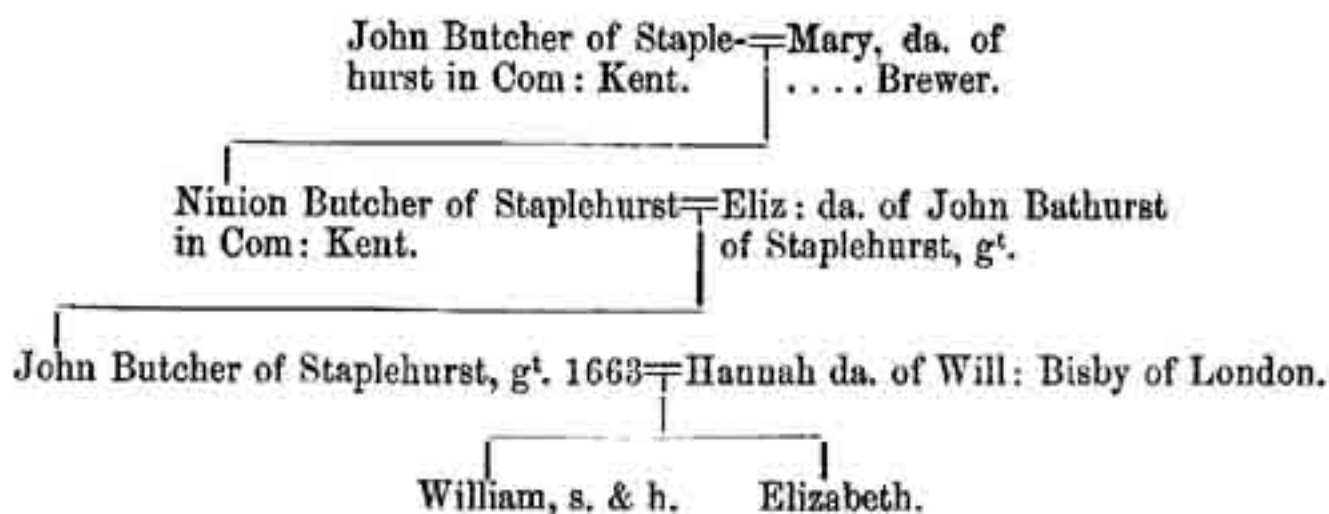 John Butcher of Staple-=Mary, da. of
hurst in Com: Kent. .... Brewer.
Ninion Butcher of Staplehurst=Eliz: da. of John Bathurst
in Com: Kent. of Staplehurst, gᵗ.
John Butcher of Staplehurst, gᵗ. 1663=Hannah da. of Will: Bisby of London.
William, s. & h. Elizabeth.